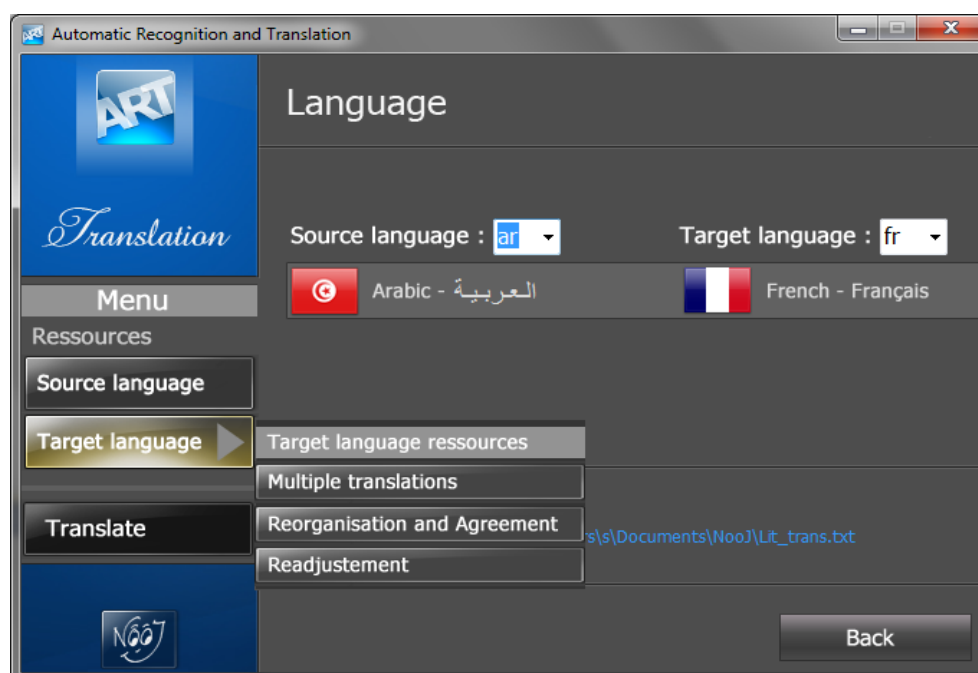 Automatic Recognition and Translation
ART
Translation
Menu
Ressources
Source language
Target language
Translate
NooJ
Language
Source language : ar
Target language : fr
Arabic - العربية
French - Français
Target language ressources
Multiple translations
Reorganisation and Agreement
Readjustement
s\s\Documents\NooJ\Lit_trans.txt
Back